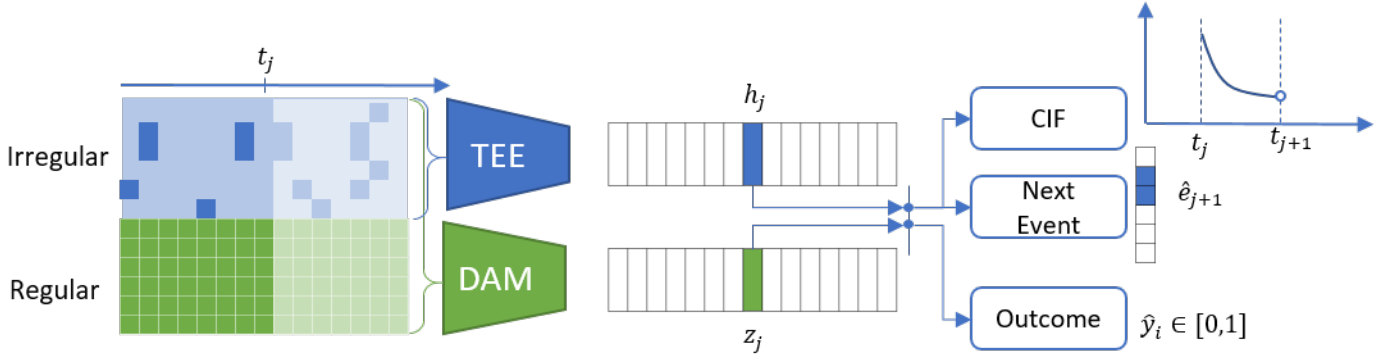 t_j
Irregular
Regular
TEE
DAM
h_j
z_j
CIF
Next
Event
Outcome
t_j
t_{j+1}
ê_{j+1}
ŷ_i ∈ [0,1]